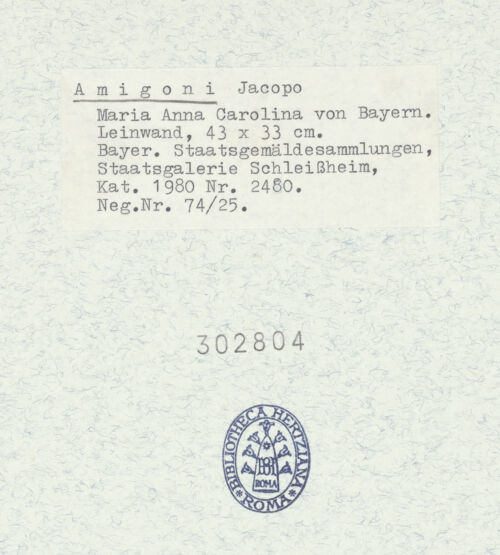 Amigoni Jacopo
Maria Anna Carolina von Bayern.
Leinwand, 43 x 33 cm.
Bayer. Staatsgemäldesammlungen,
Staatsgalerie Schleißheim,
Kat. 1980 Nr. 2480.
Neg.Nr. 74/25.
302804
BIBLIOTHECA HERTZIANA
BH
ROMA
* ROMA *